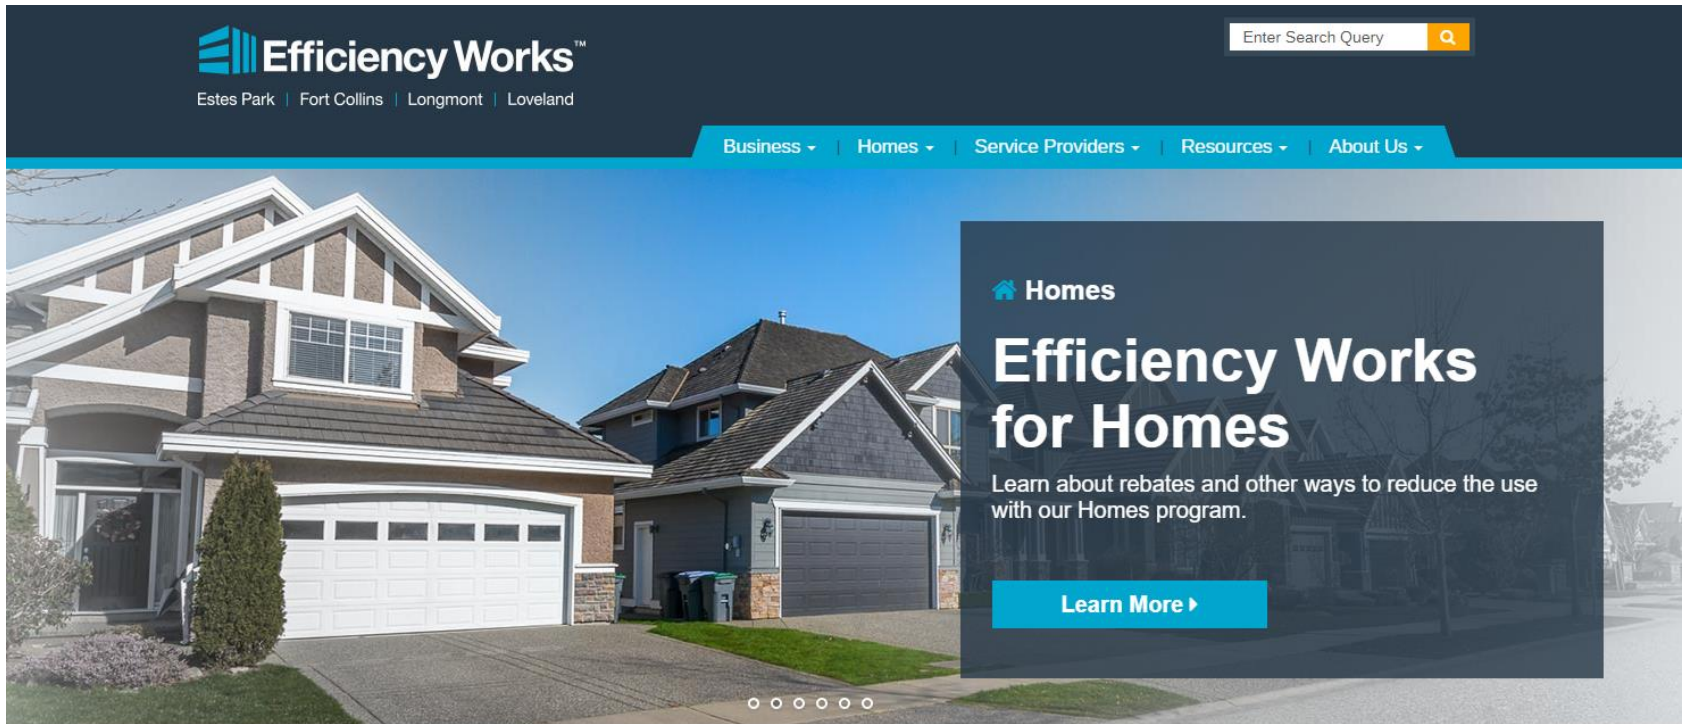 Efficiency Works™
Estes Park | Fort Collins | Longmont | Loveland
Enter Search Query
Business | Homes | Service Providers | Resources | About Us
Homes
Efficiency Works
for Homes
Learn about rebates and other ways to reduce the use
with our Homes program.
Learn More